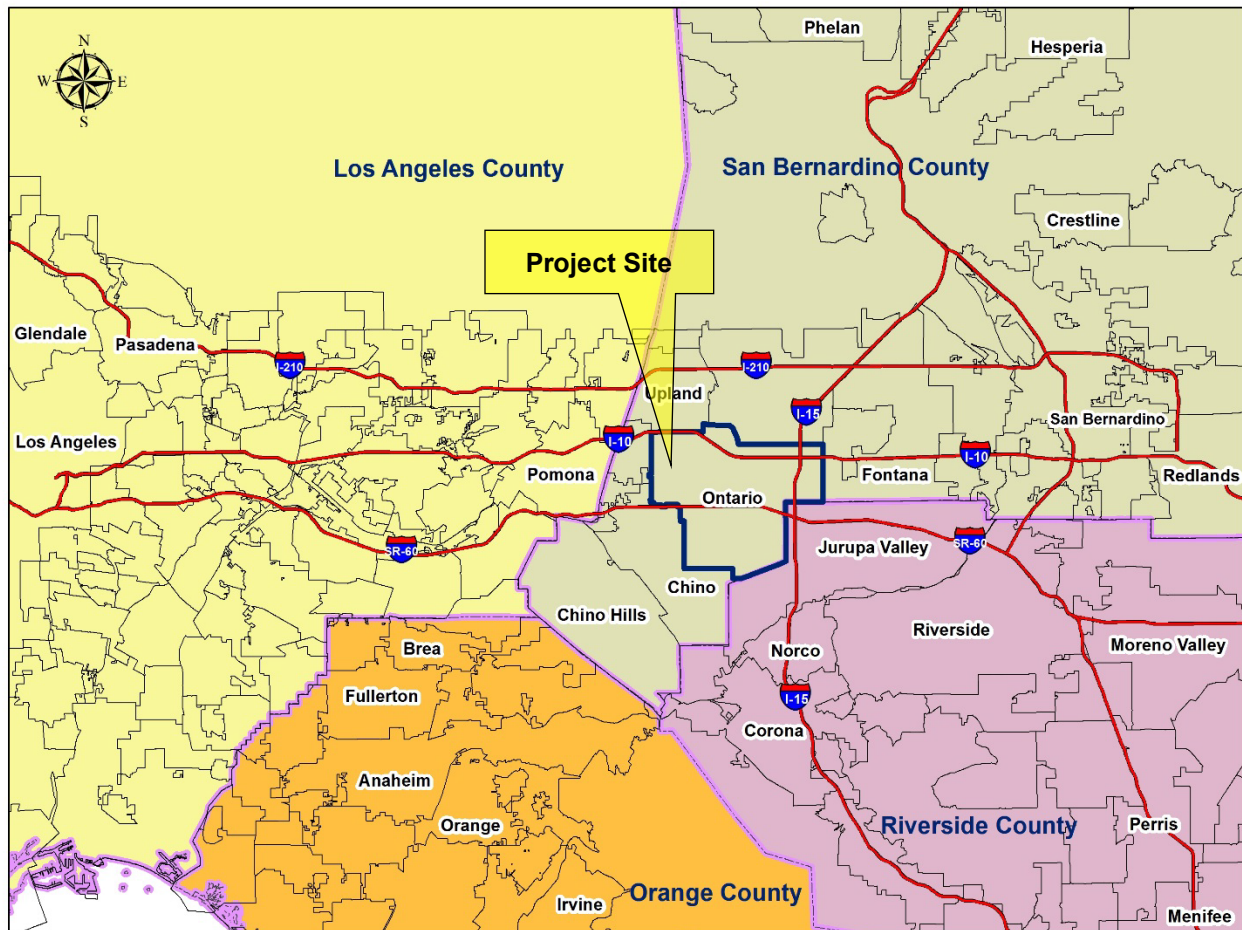 Phelan
Hesperia
N
W
E
S
Los Angeles County
San Bernardino County
Crestline
Project Site
Glendale
Pasadena
I-210
I-210
Upland
I-15
San Bernardino
Los Angeles
I-10
Pomona
Fontana
I-10
Redlands
Ontario
SR-60
Jurupa Valley
SR-60
Chino
Chino Hills
Riverside
Moreno Valley
Brea
Norco
Fullerton
I-15
Corona
Anaheim
Orange
Riverside County
Perris
Orange County
Irvine
Menifee